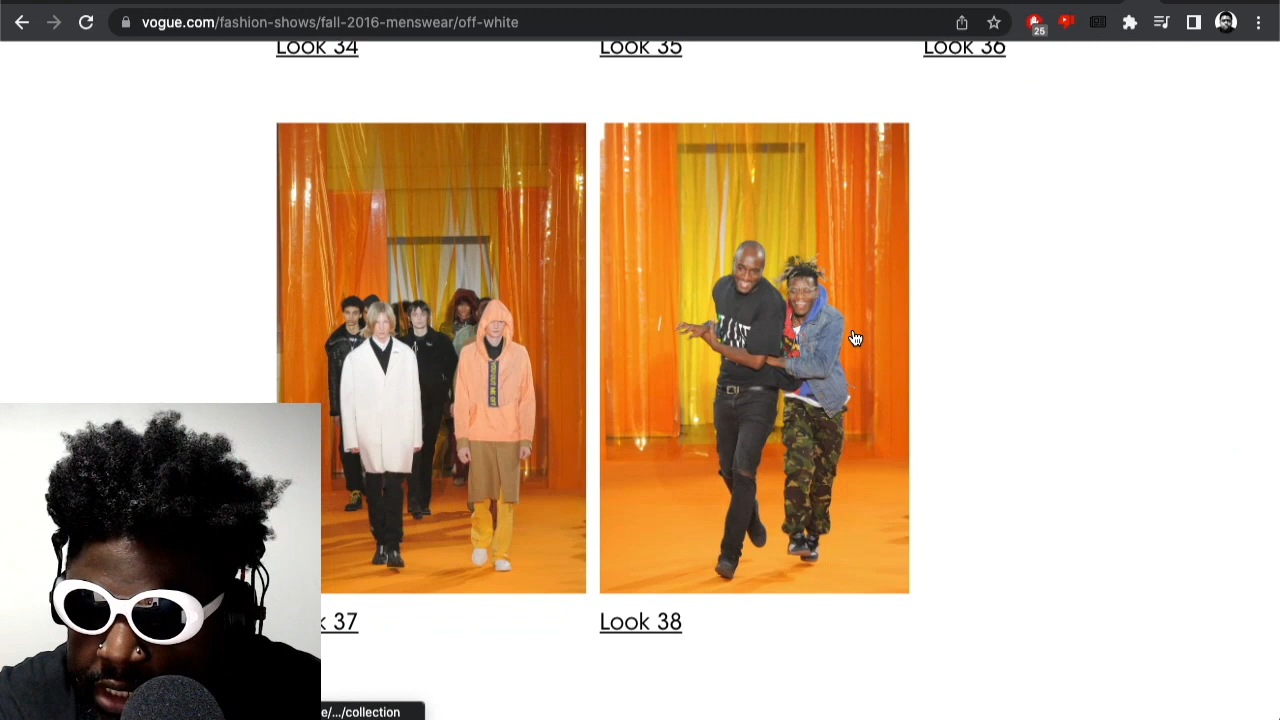 vogue.com/fashion-shows/fall-2016-menswear/off-white
25
Look 34
Look 35
Look 36
k 37
Look 38
e/.../collection